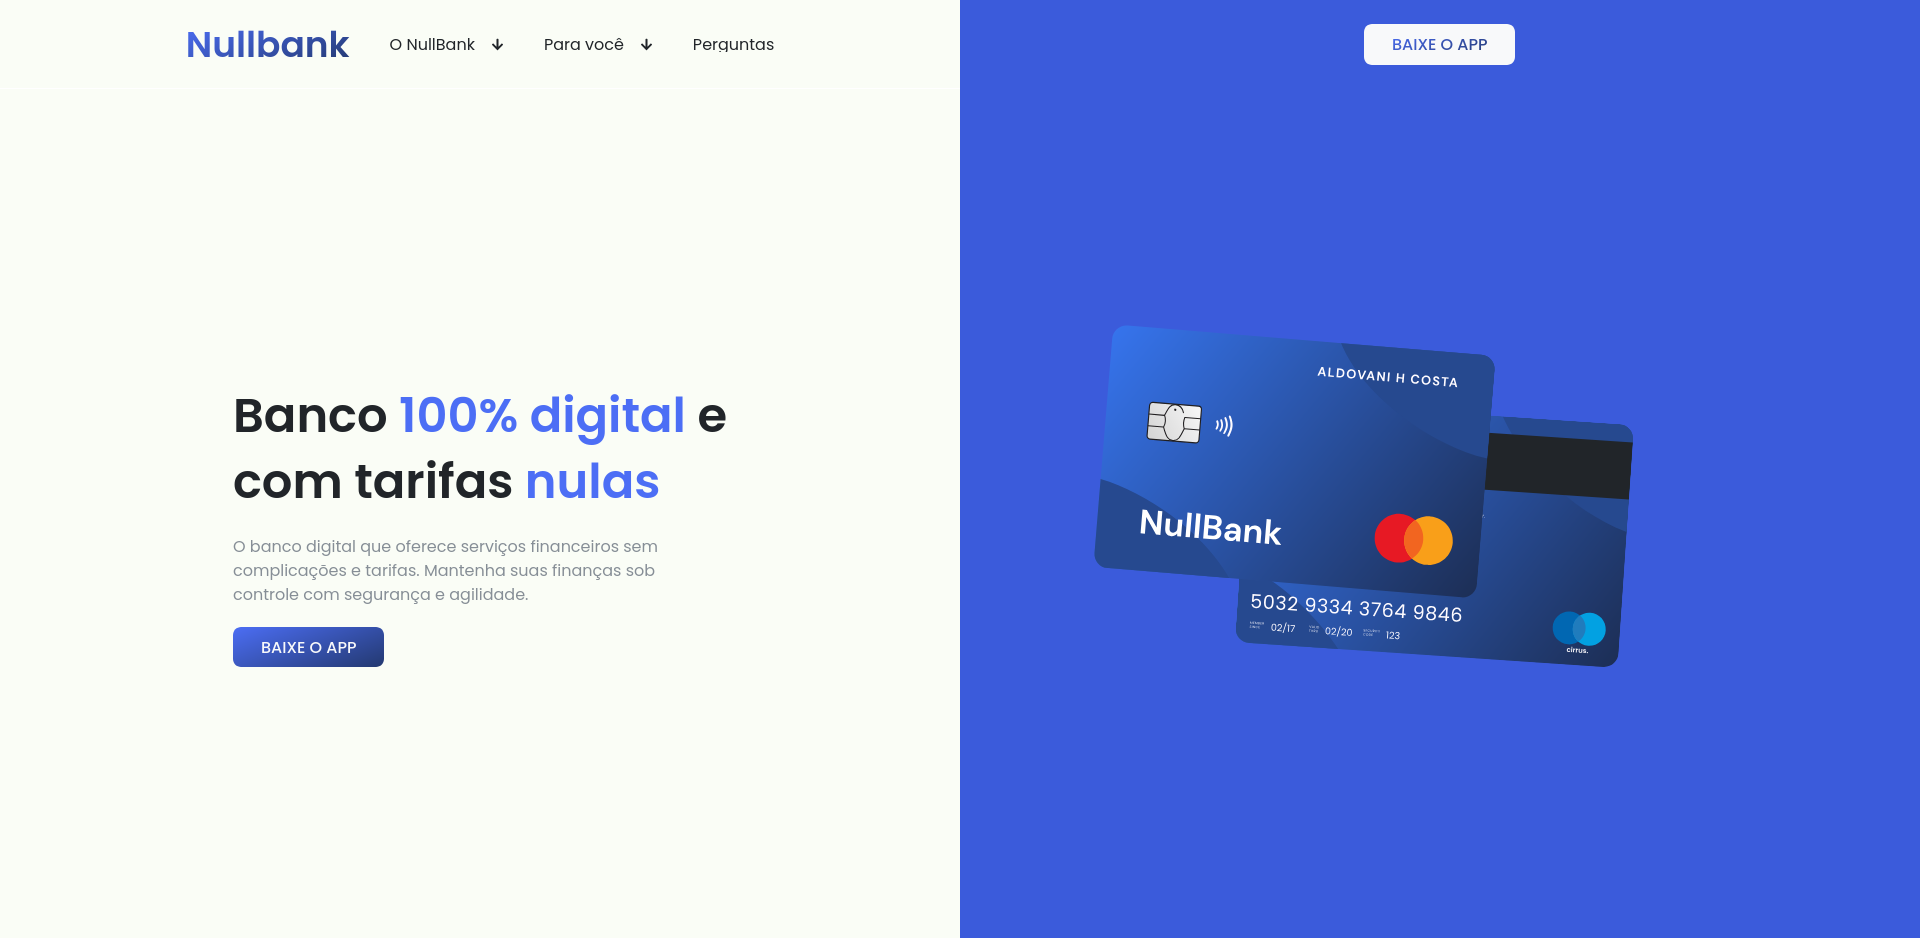 Nullbank
O NullBank
Para você
Perguntas
BAIXE O APP
Banco 100% digital e
com tarifas nulas
O banco digital que oferece serviços financeiros sem
complicações e tarifas. Mantenha suas finanças sob
controle com segurança e agilidade.
BAIXE O APP
ALDOVANI H COSTA
NullBank
5032 9334 3764 9846
02/17 02/20 123
cirrus.